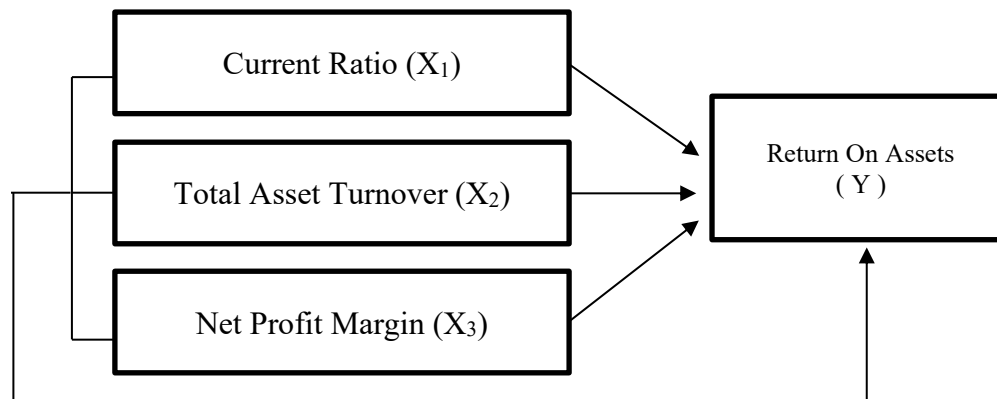 Current Ratio (X₁)
Total Asset Turnover (X₂)
Net Profit Margin (X₃)
Return On Assets
( Y )